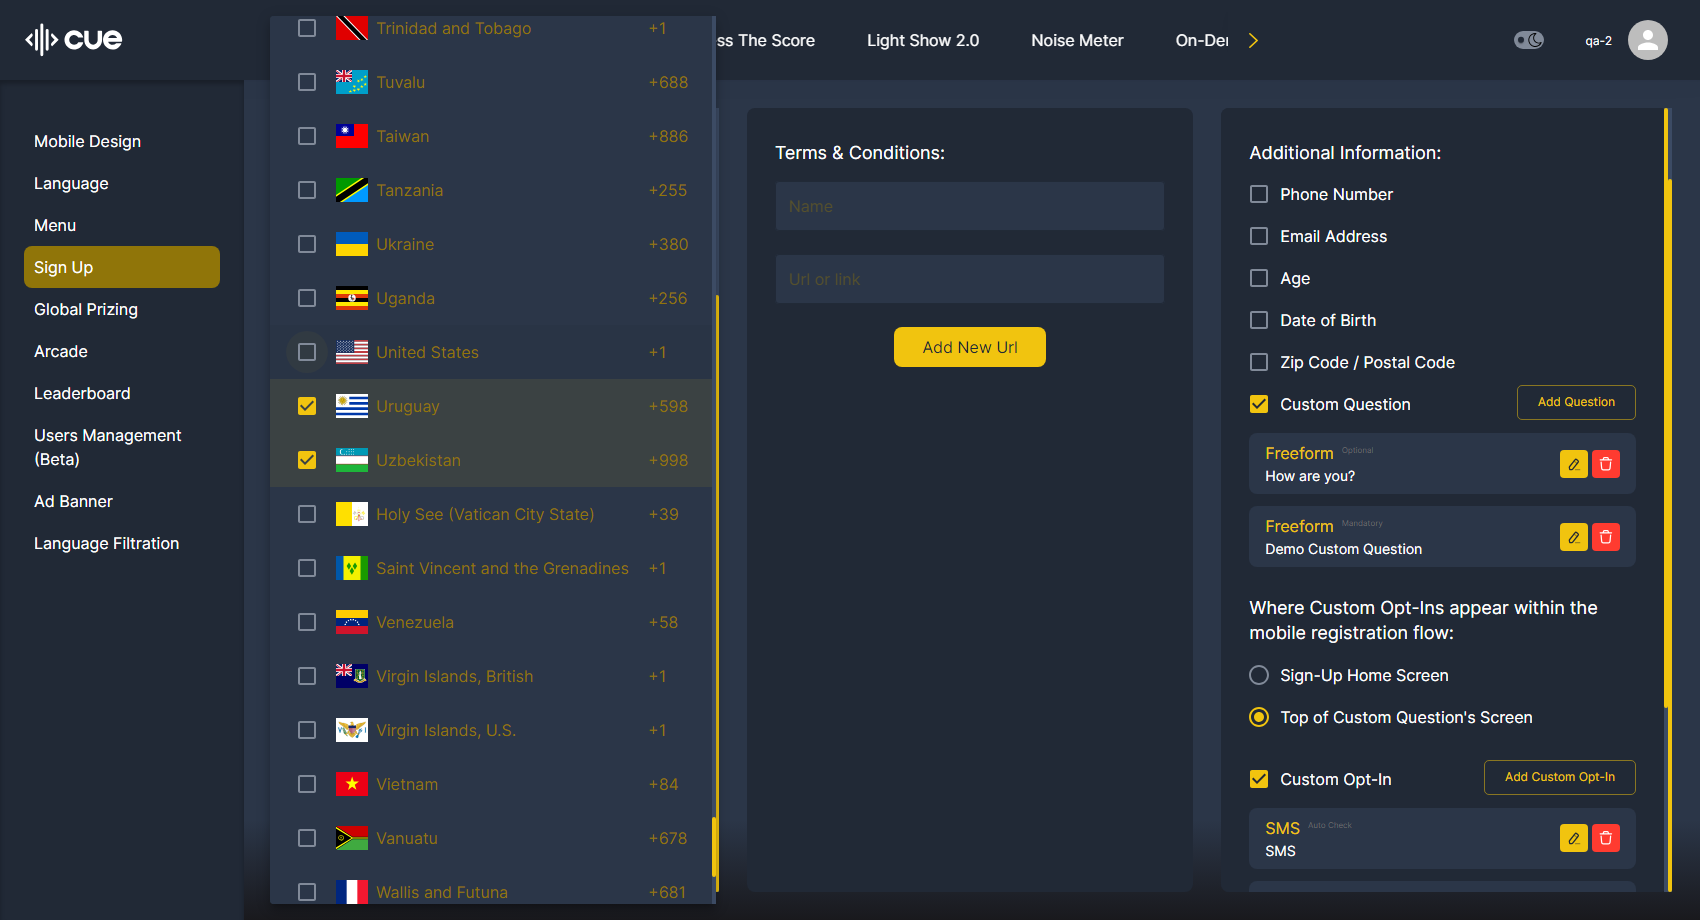 cue
ss The Score
Light Show 2.0
Noise Meter
On-De
qa-2
Mobile Design
Language
Menu
Sign Up
Global Prizing
Arcade
Leaderboard
Users Management
(Beta)
Ad Banner
Language Filtration
Trinidad and Tobago +1
Tuvalu +688
Taiwan +886
Tanzania +255
Ukraine +380
Uganda +256
United States +1
Uruguay +598
Uzbekistan +998
Holy See (Vatican City State) +39
Saint Vincent and the Grenadines +1
Venezuela +58
Virgin Islands, British +1
Virgin Islands, U.S. +1
Vietnam +84
Vanuatu +678
Wallis and Futuna +681
Terms & Conditions:
Name
Url or link
Add New Url
Additional Information:
Phone Number
Email Address
Age
Date of Birth
Zip Code / Postal Code
Custom Question
Add Question
Freeform Optional
How are you?
Freeform Mandatory
Demo Custom Question
Where Custom Opt-Ins appear within the
mobile registration flow:
Sign-Up Home Screen
Top of Custom Question's Screen
Custom Opt-In
Add Custom Opt-In
SMS Auto Check
SMS